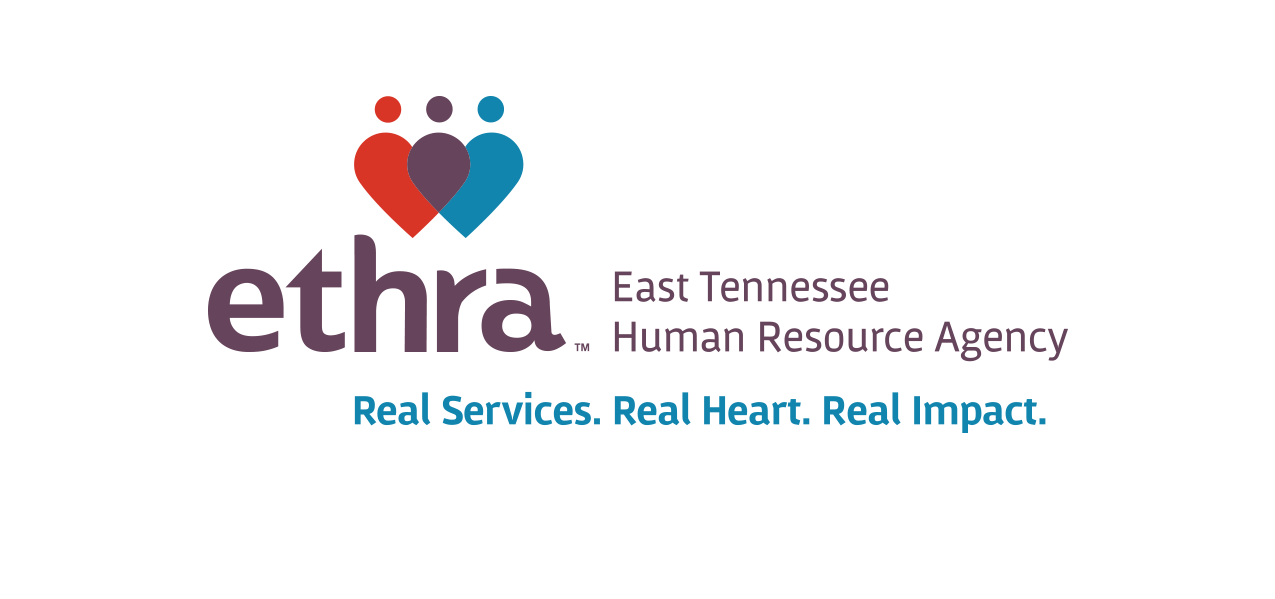 ethra™
East Tennessee
Human Resource Agency
Real Services. Real Heart. Real Impact.